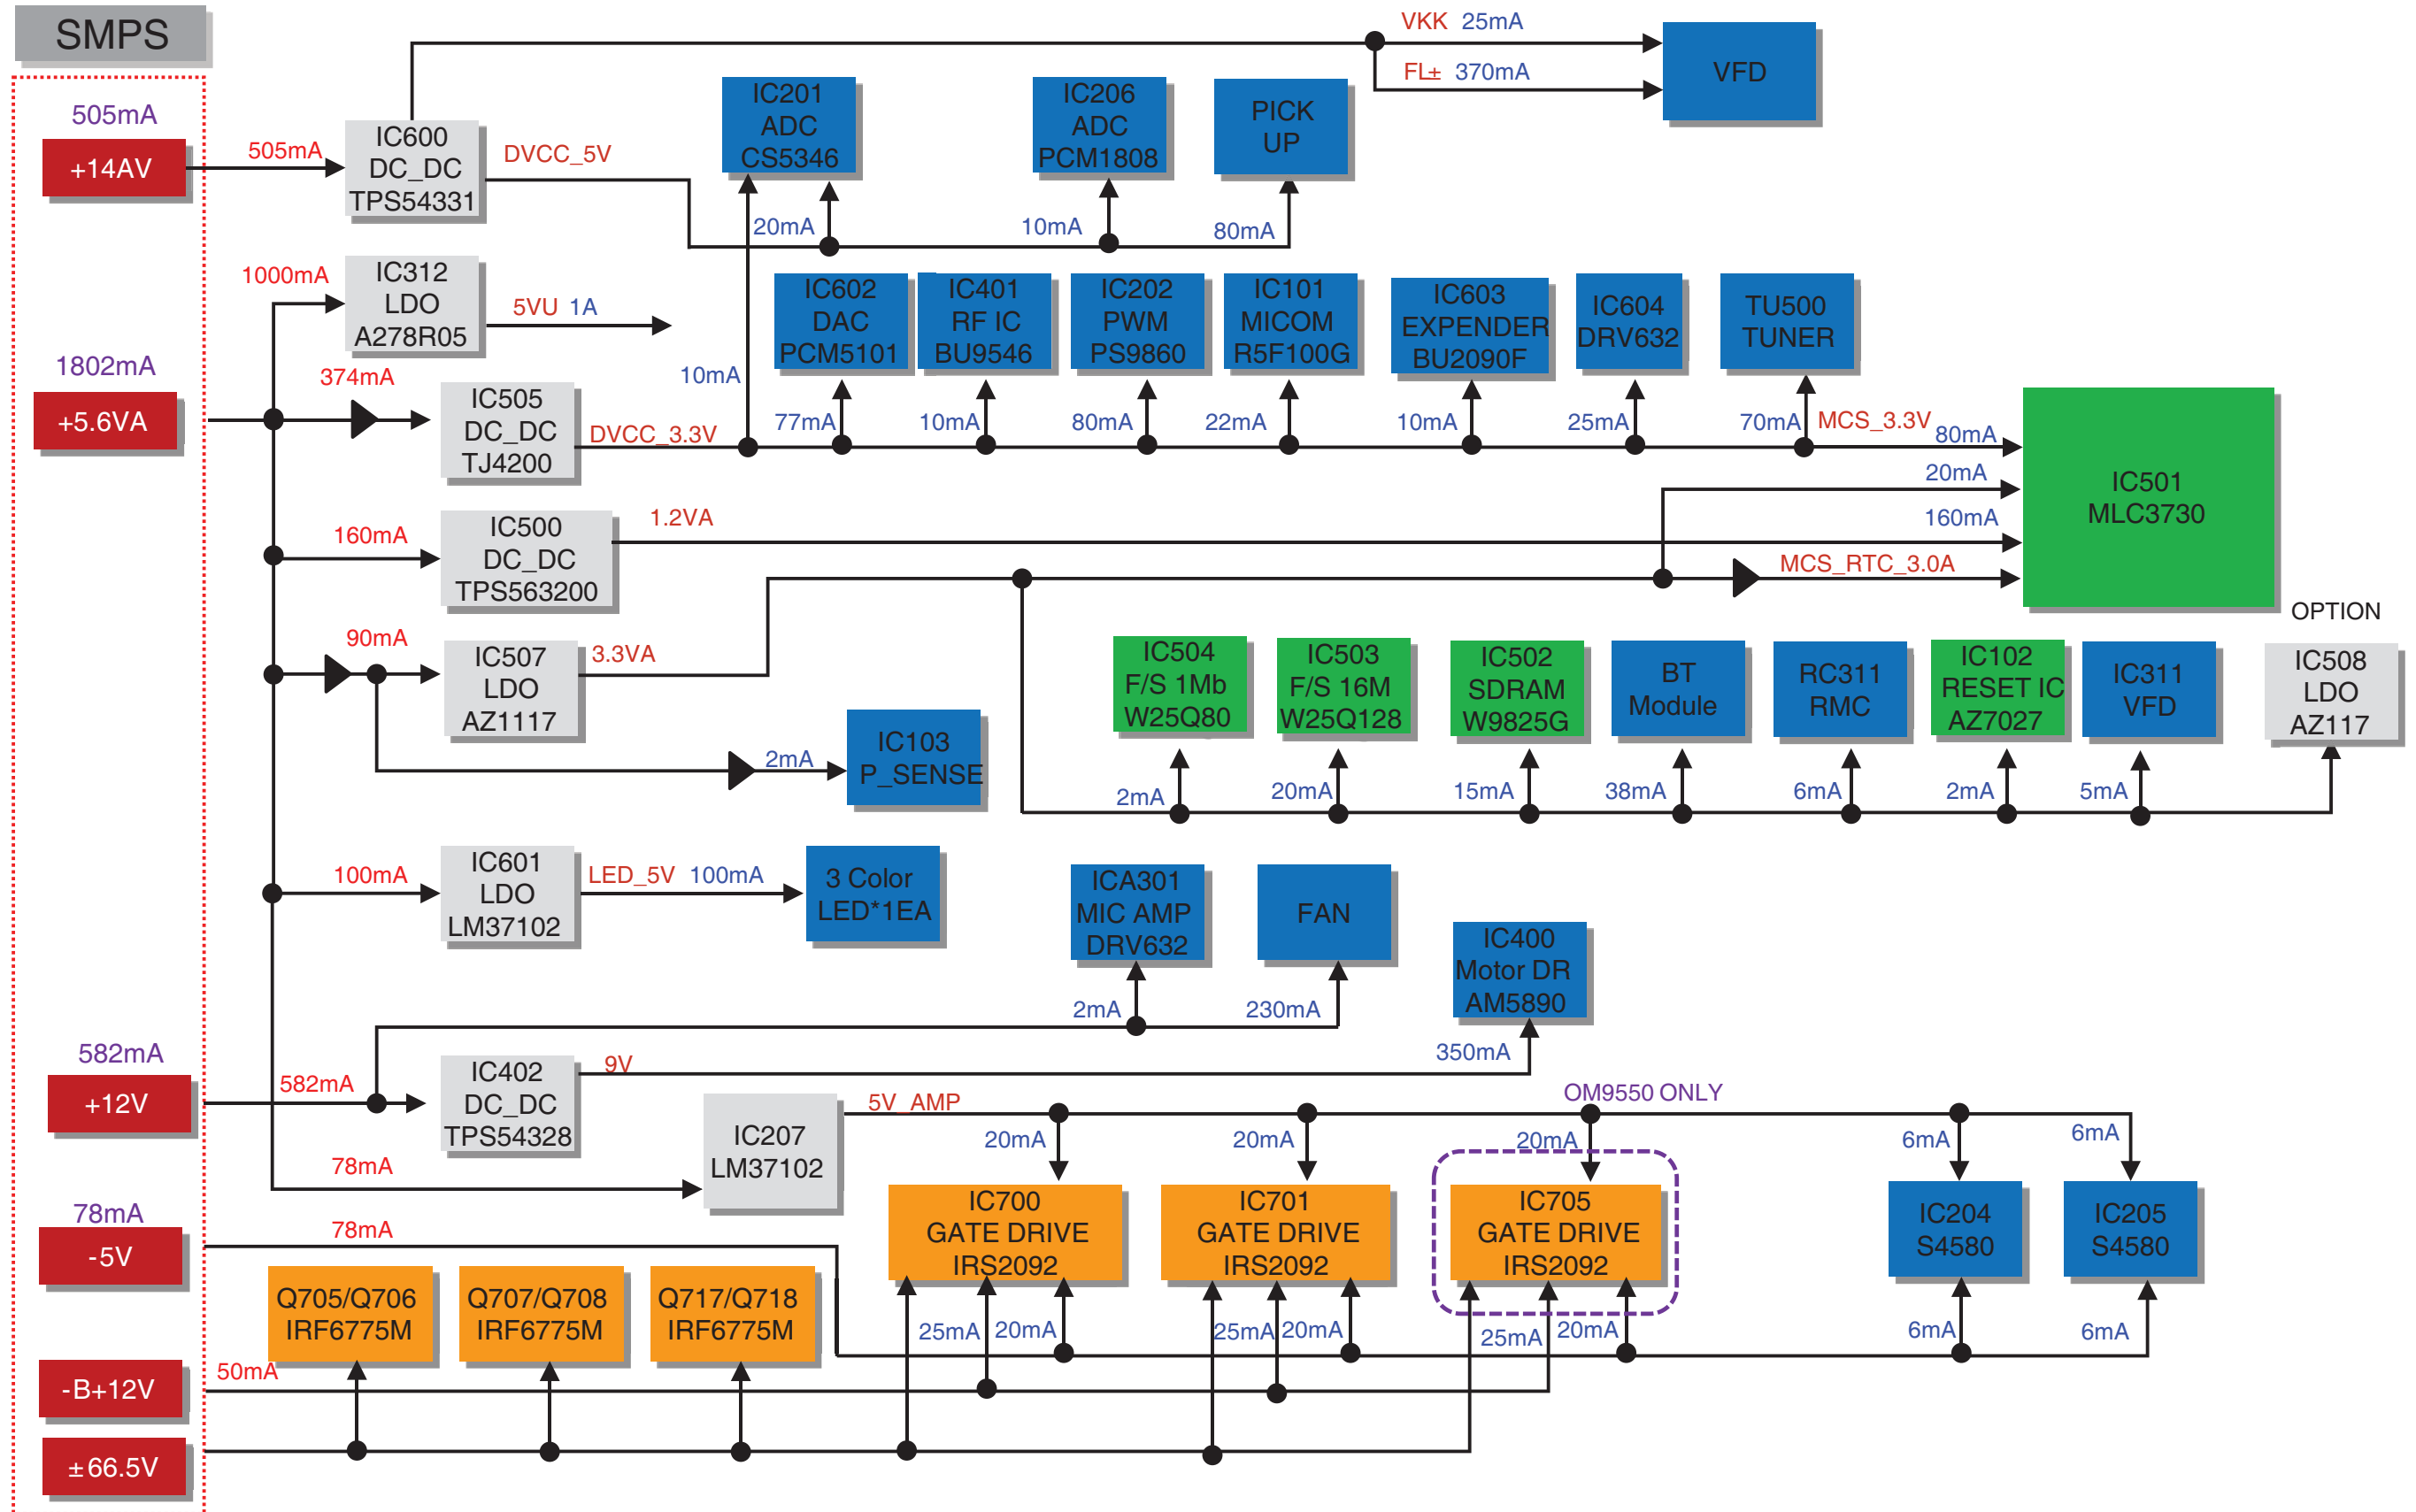 SMPS
505mA
+14AV
505mA
IC600
DC_DC
TPS54331
DVCC_5V
VKK 25mA
FL± 370mA
VFD
IC201
ADC
CS5346
IC206
ADC
PCM1808
PICK
UP
20mA
10mA
80mA
1000mA
IC312
LDO
A278R05
5VU 1A
1802mA
+5.6VA
374mA
IC505
DC_DC
TJ4200
DVCC_3.3V
10mA
IC602
DAC
PCM5101
IC401
RF IC
BU9546
IC202
PWM
PS9860
IC101
MICOM
R5F100G
IC603
EXPENDER
BU2090F
IC604
DRV632
TU500
TUNER
77mA
10mA
80mA
22mA
10mA
25mA
70mA
MCS_3.3V
80mA
20mA
160mA
MCS_RTC_3.0A
IC501
MLC3730
160mA
IC500
DC_DC
TPS563200
1.2VA
90mA
IC507
LDO
AZ1117
3.3VA
2mA
IC103
P_SENSE
IC504
F/S 1Mb
W25Q80
IC503
F/S 16M
W25Q128
IC502
SDRAM
W9825G
BT
Module
RC311
RMC
IC102
RESET IC
AZ7027
IC311
VFD
OPTION
IC508
LDO
AZ117
2mA
20mA
15mA
38mA
6mA
2mA
5mA
100mA
IC601
LDO
LM37102
LED_5V 100mA
3 Color
LED*1EA
ICA301
MIC AMP
DRV632
FAN
IC400
Motor DR
AM5890
2mA
230mA
350mA
582mA
+12V
582mA
IC402
DC_DC
TPS54328
9V
78mA
IC207
LM37102
5V_AMP
OM9550 ONLY
20mA
20mA
20mA
6mA
6mA
IC700
GATE DRIVE
IRS2092
IC701
GATE DRIVE
IRS2092
IC705
GATE DRIVE
IRS2092
IC204
S4580
IC205
S4580
78mA
-5V
78mA
Q705/Q706
IRF6775M
Q707/Q708
IRF6775M
Q717/Q718
IRF6775M
25mA
20mA
25mA
20mA
25mA
20mA
6mA
6mA
-B+12V
50mA
±66.5V